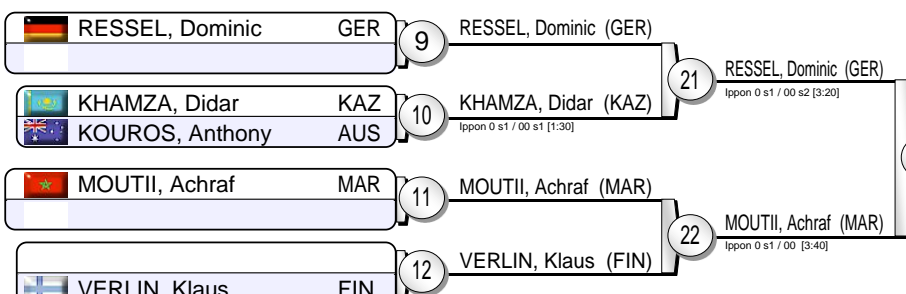 RESSEL, Dominic GER
9
RESSEL, Dominic (GER)
21
RESSEL, Dominic (GER)
Ippon 0 s1 / 00 s2 [3:20]
KHAMZA, Didar KAZ
KOUROS, Anthony AUS
10
KHAMZA, Didar (KAZ)
Ippon 0 s1 / 00 s1 [1:30]
MOUTII, Achraf MAR
11
MOUTII, Achraf (MAR)
22
MOUTII, Achraf (MAR)
Ippon 0 s1 / 00 [3:40]
VERLIN, Klaus FIN
12
VERLIN, Klaus (FIN)